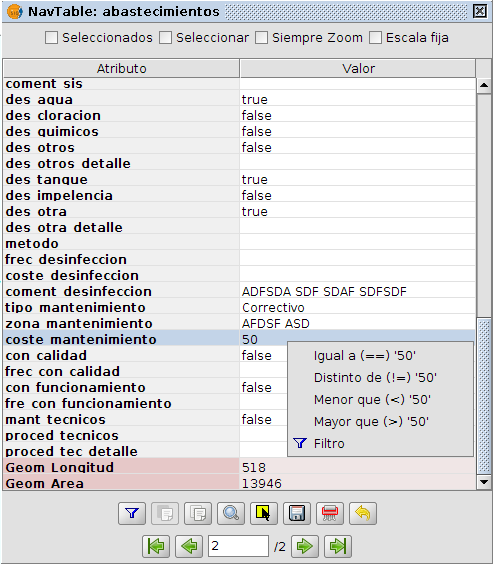 NavTable: abastecimientos
Seleccionados Seleccionar Siempre Zoom Escala fija
Atributo Valor
coment sis
des agua true
des cloracion false
des quimicos false
des otros false
des otros detalle
des tanque true
des impelencia false
des otra true
des otra detalle
metodo
frec desinfeccion
coste desinfeccion
coment desinfeccion ADFSDA SDF SDAF SDFSDF
tipo mantenimiento Correctivo
zona mantenimiento AFDSF ASD
coste mantenimiento 50
con calidad false
frec con calidad
con funcionamiento false
fre con funcionamiento
mant tecnicos false
proced tecnicos
proced tec detalle
Geom Longitud 518
Geom Area 13946
Igual a (==) '50'
Distinto de (!=) '50'
Menor que (<) '50'
Mayor que (>) '50'
Filtro
2 /2